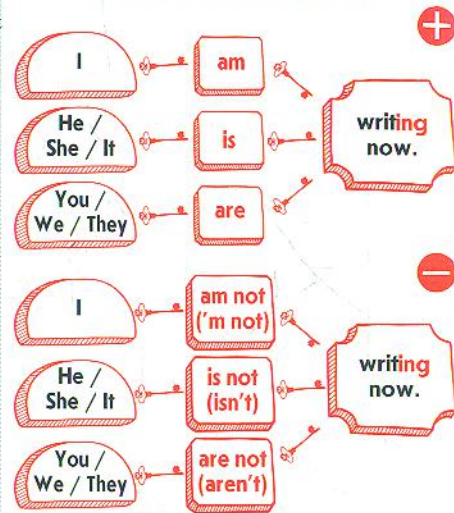 +
I
am
He /
She / It
is
writing
now.
You /
We / They
are
−
I
am not
('m not)
He /
She / It
is not
(isn't)
writing
now.
You /
We / They
are not
(aren't)